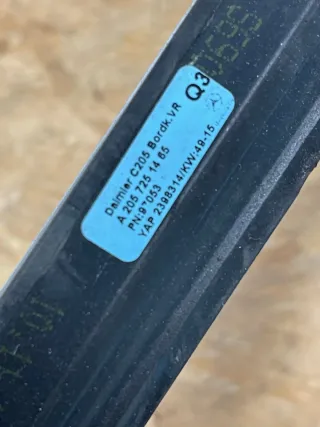 Q3
Daimler C205 Bordk.VR
A 205 725 14 65
PN:97053
YAP 2398314/KW:49-15